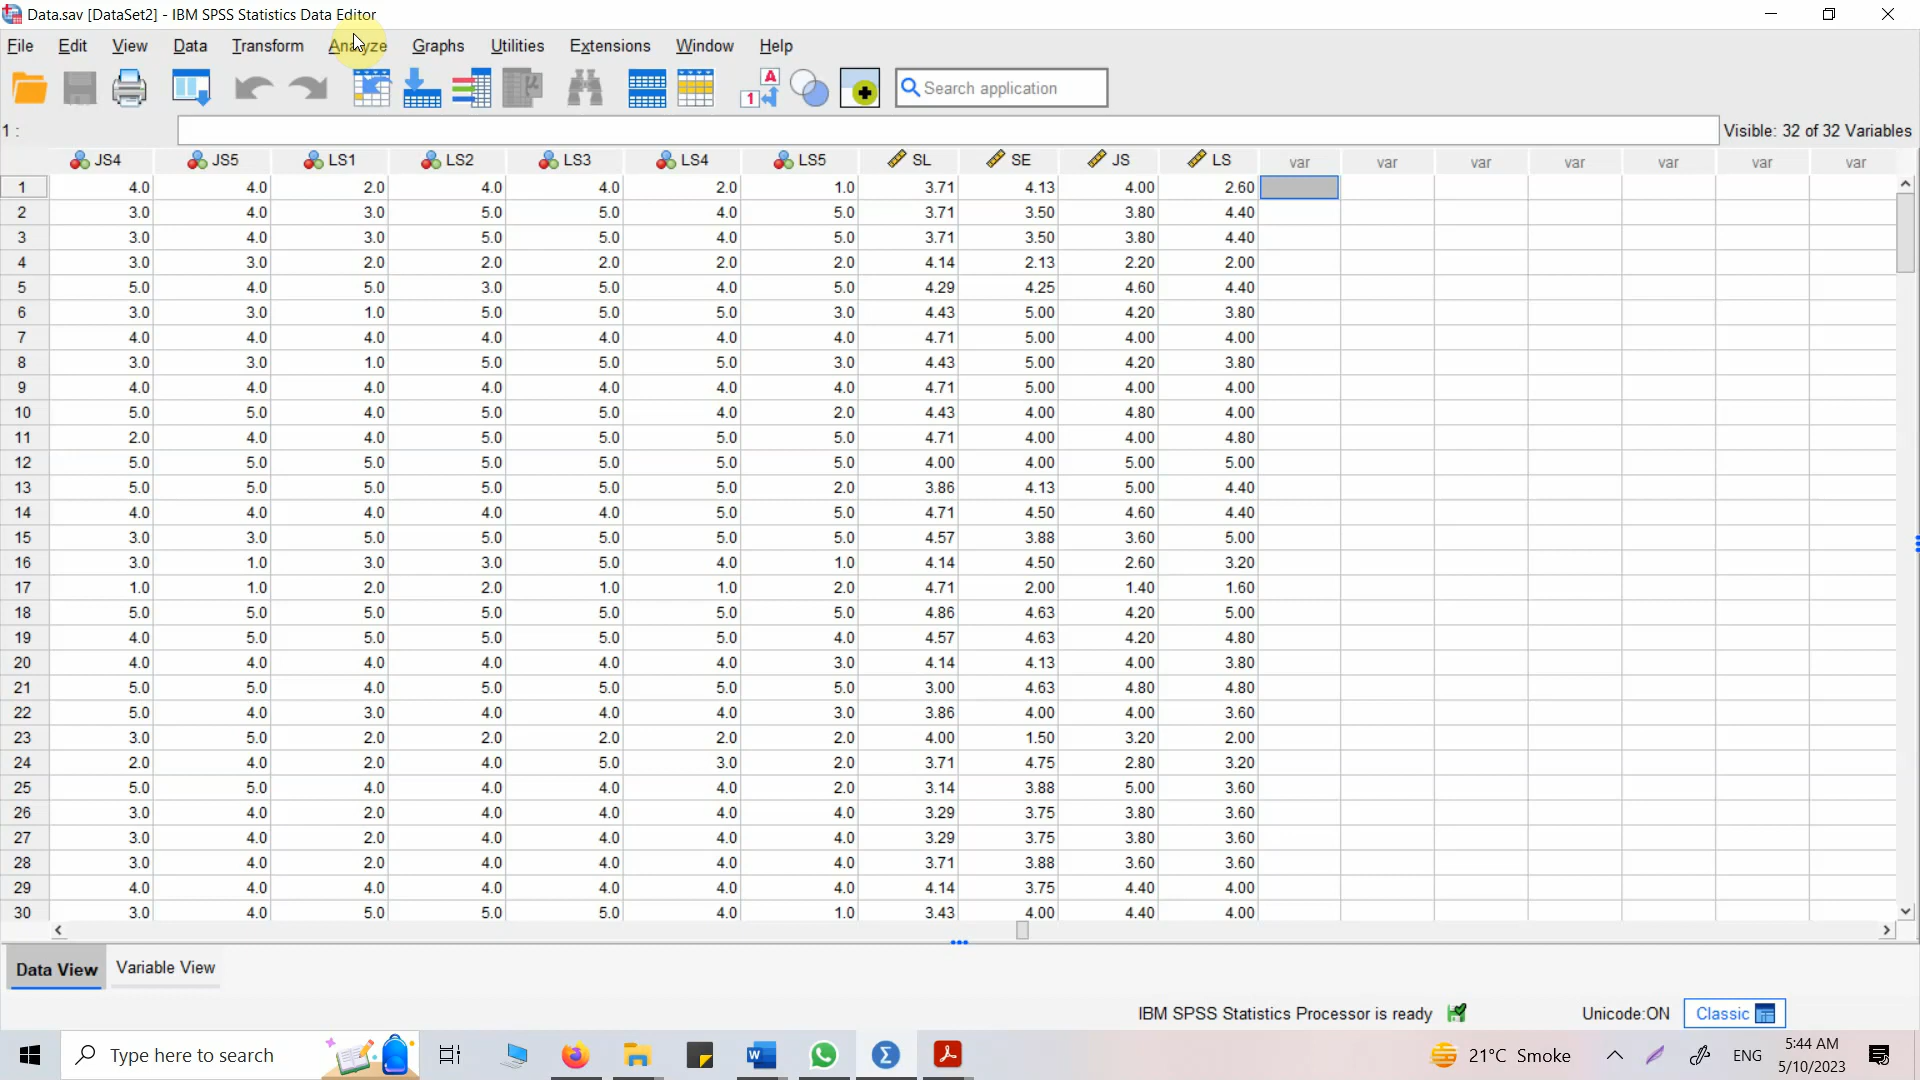 Data.sav [DataSet2] - IBM SPSS Statistics Data Editor
File Edit View Data Transform Analyze Graphs Utilities Extensions Window Help
Search application
1 : Visible: 32 of 32 Variables
JS4 JS5 LS1 LS2 LS3 LS4 LS5 SL SE JS LS var var var var var var var
1 4.0 4.0 2.0 4.0 4.0 2.0 1.0 3.71 4.13 4.00 2.60
2 3.0 4.0 3.0 5.0 5.0 4.0 5.0 3.71 3.50 3.80 4.40
3 3.0 4.0 3.0 5.0 5.0 4.0 5.0 3.71 3.50 3.80 4.40
4 3.0 3.0 2.0 2.0 2.0 2.0 2.0 4.14 2.13 2.20 2.00
5 5.0 4.0 5.0 3.0 5.0 4.0 5.0 4.29 4.25 4.60 4.40
6 3.0 3.0 1.0 5.0 5.0 5.0 3.0 4.43 5.00 4.20 3.80
7 4.0 4.0 4.0 4.0 4.0 4.0 4.0 4.71 5.00 4.00 4.00
8 3.0 3.0 1.0 5.0 5.0 5.0 3.0 4.43 5.00 4.20 3.80
9 4.0 4.0 4.0 4.0 4.0 4.0 4.0 4.71 5.00 4.00 4.00
10 5.0 5.0 4.0 5.0 5.0 4.0 2.0 4.43 4.00 4.80 4.00
11 2.0 4.0 4.0 5.0 5.0 5.0 5.0 4.71 4.00 4.00 4.80
12 5.0 5.0 5.0 5.0 5.0 5.0 5.0 4.00 4.00 5.00 5.00
13 5.0 5.0 5.0 5.0 5.0 5.0 2.0 3.86 4.13 5.00 4.40
14 4.0 4.0 4.0 4.0 4.0 5.0 5.0 4.71 4.50 4.60 4.40
15 3.0 3.0 5.0 5.0 5.0 5.0 5.0 4.57 3.88 3.60 5.00
16 3.0 1.0 3.0 3.0 5.0 4.0 1.0 4.14 4.50 2.60 3.20
17 1.0 1.0 2.0 2.0 1.0 1.0 2.0 4.71 2.00 1.40 1.60
18 5.0 5.0 5.0 5.0 5.0 5.0 5.0 4.86 4.63 4.20 5.00
19 4.0 5.0 5.0 5.0 5.0 5.0 4.0 4.57 4.63 4.20 4.80
20 4.0 4.0 4.0 4.0 4.0 4.0 3.0 4.14 4.13 4.00 3.80
21 5.0 5.0 4.0 5.0 5.0 5.0 5.0 3.00 4.63 4.80 4.80
22 5.0 4.0 3.0 4.0 4.0 4.0 3.0 3.86 4.00 4.00 3.60
23 3.0 5.0 2.0 2.0 2.0 2.0 2.0 4.00 1.50 3.20 2.00
24 2.0 4.0 2.0 4.0 5.0 3.0 2.0 3.71 4.75 2.80 3.20
25 5.0 5.0 4.0 4.0 4.0 4.0 2.0 3.14 3.88 5.00 3.60
26 3.0 4.0 2.0 4.0 4.0 4.0 4.0 3.29 3.75 3.80 3.60
27 3.0 4.0 2.0 4.0 4.0 4.0 4.0 3.29 3.75 3.80 3.60
28 3.0 4.0 2.0 4.0 4.0 4.0 4.0 3.71 3.88 3.60 3.60
29 4.0 4.0 4.0 4.0 4.0 4.0 4.0 4.14 3.75 4.40 4.00
30 3.0 4.0 5.0 5.0 5.0 4.0 1.0 3.43 4.00 4.40 4.00
Data View Variable View
IBM SPSS Statistics Processor is ready Unicode:ON Classic
Type here to search 21°C Smoke ENG 5:44 AM
5/10/2023